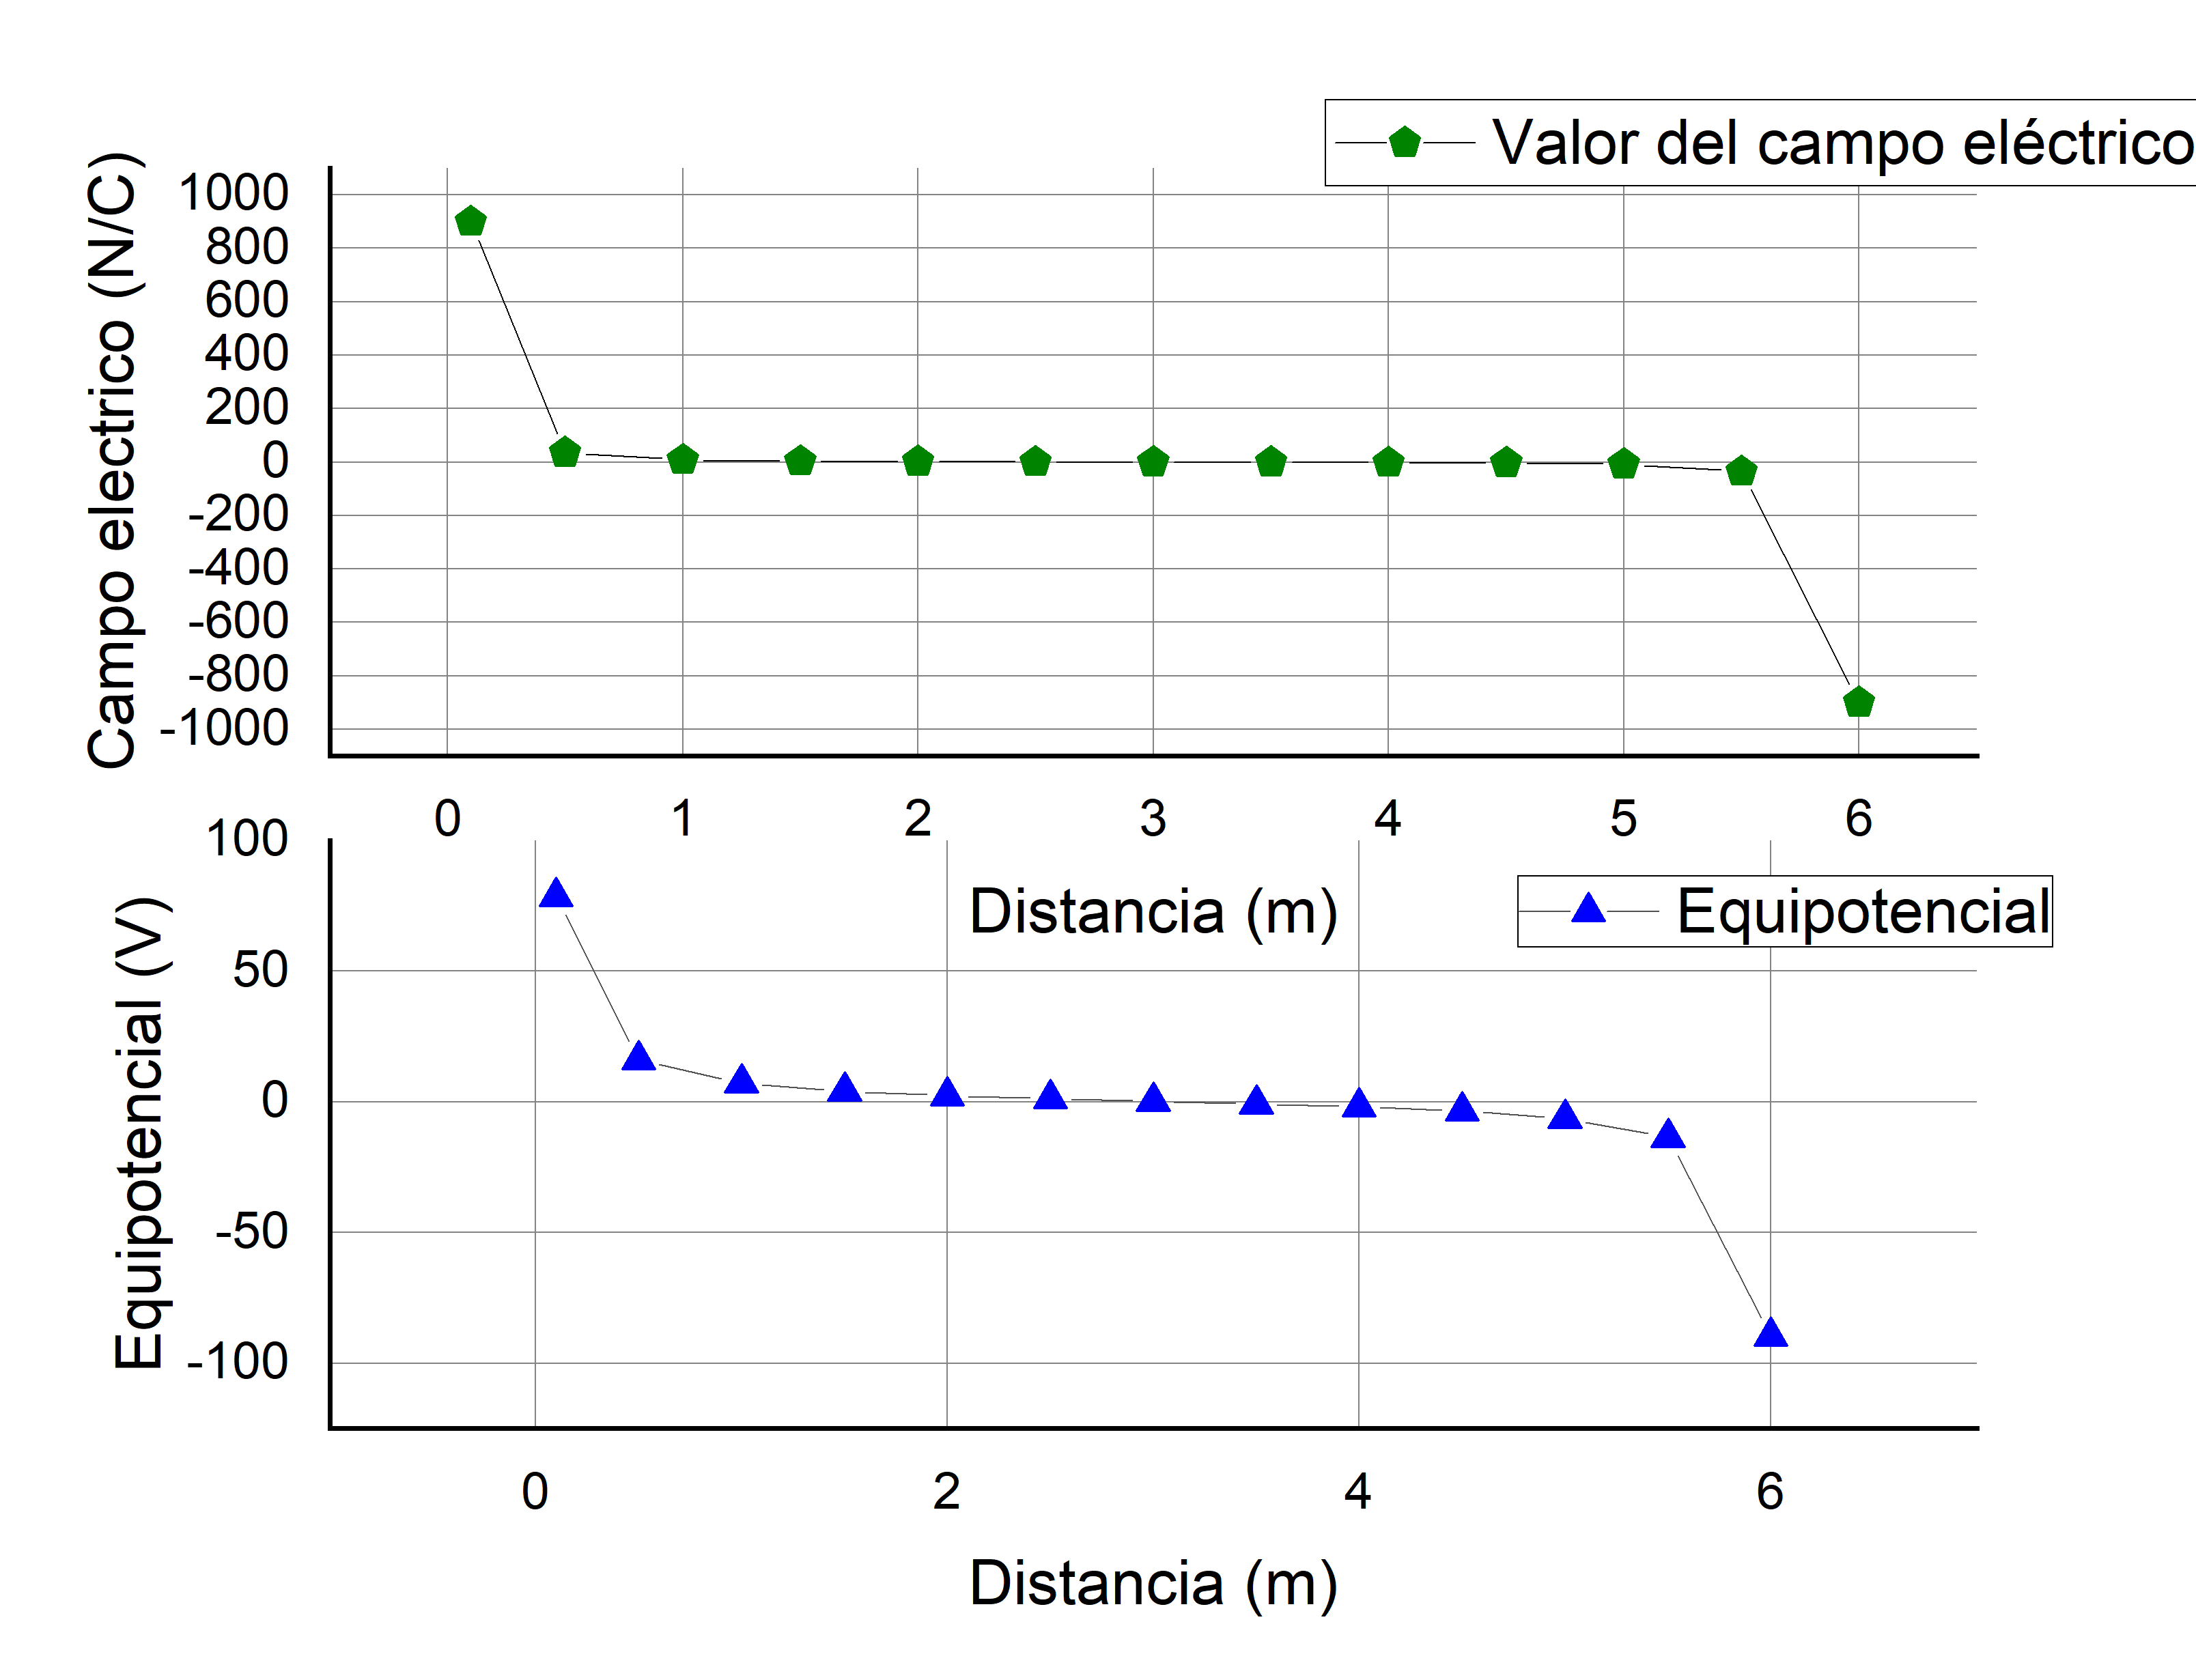 Valor del campo eléctrico
Campo electrico (N/C)
1000
800
600
400
200
0
-200
-400
-600
-800
-1000
0 1 2 3 4 5 6
Distancia (m)
Equipotencial
Equipotencial (V)
100
50
0
-50
-100
0 2 4 6
Distancia (m)